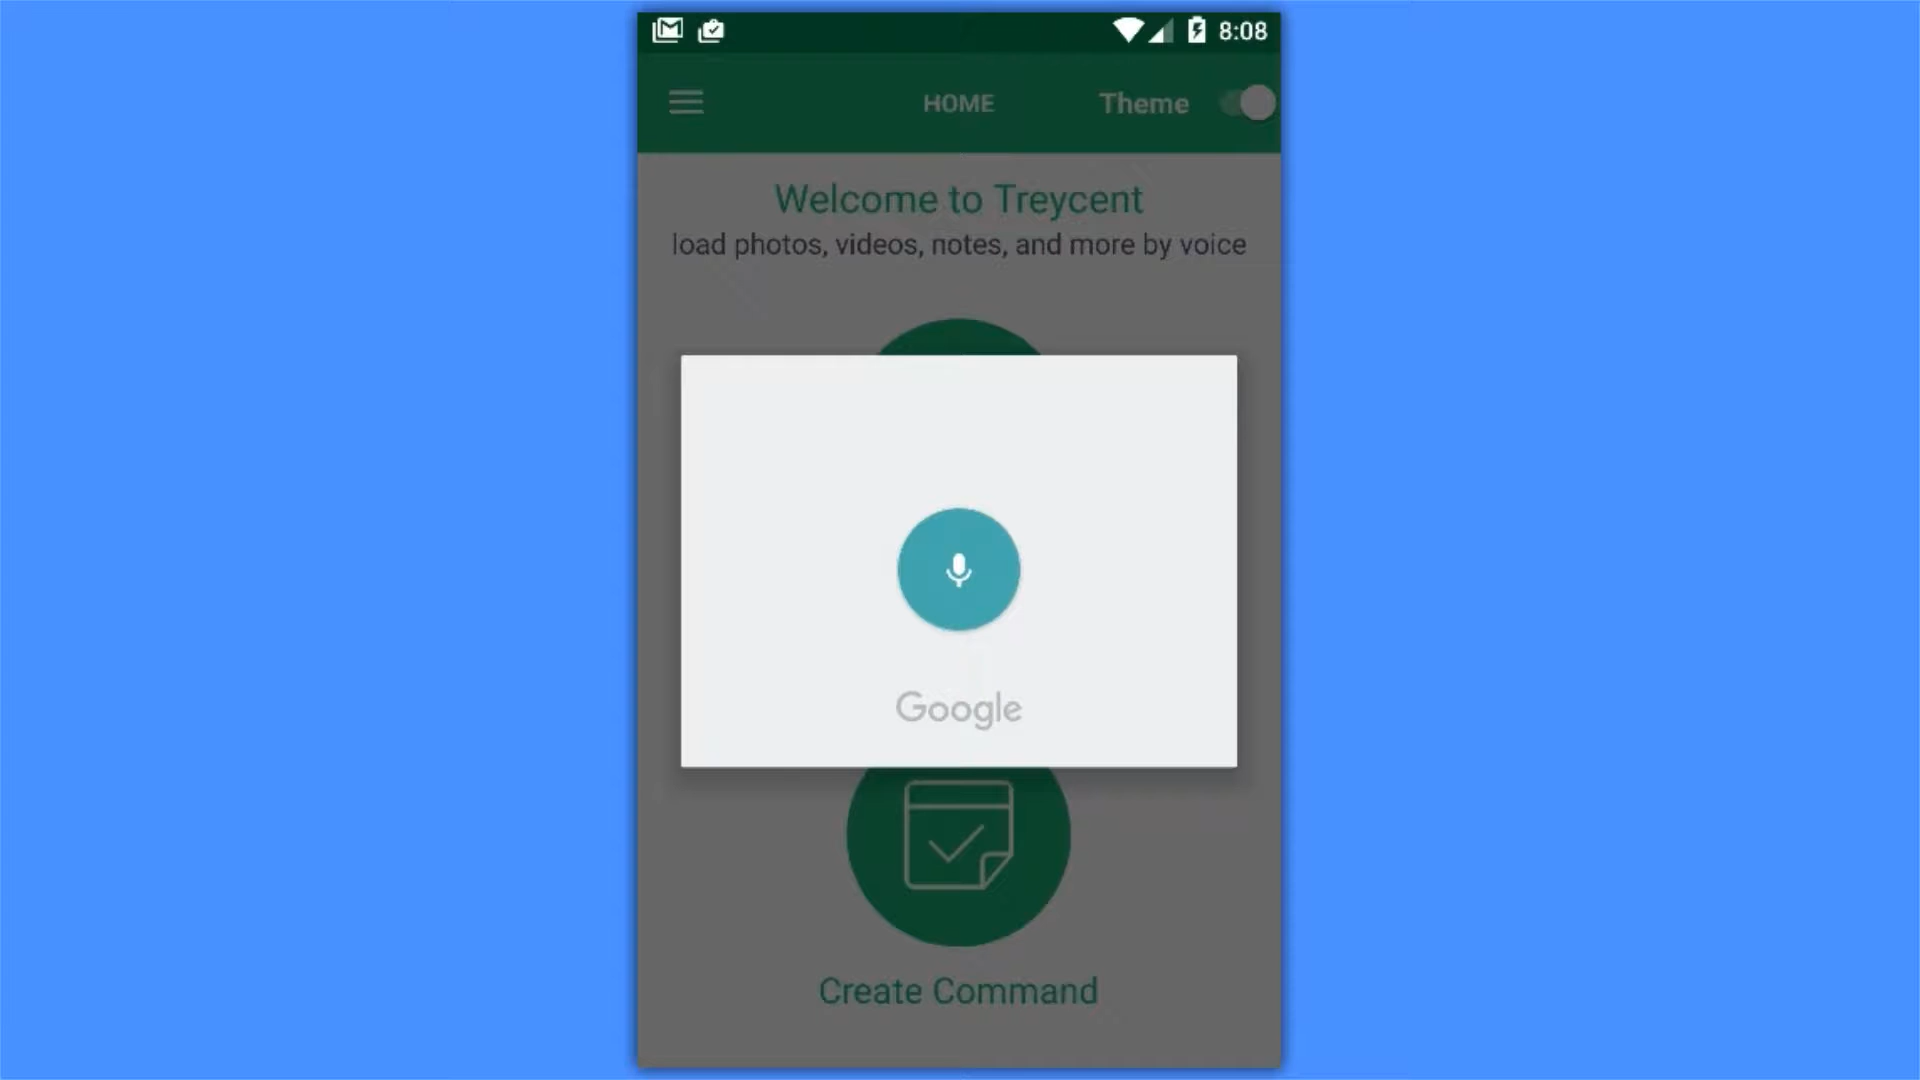 8:08
HOME
Theme
Welcome to Treycent
load photos, videos, notes, and more by voice
Google
Create Command